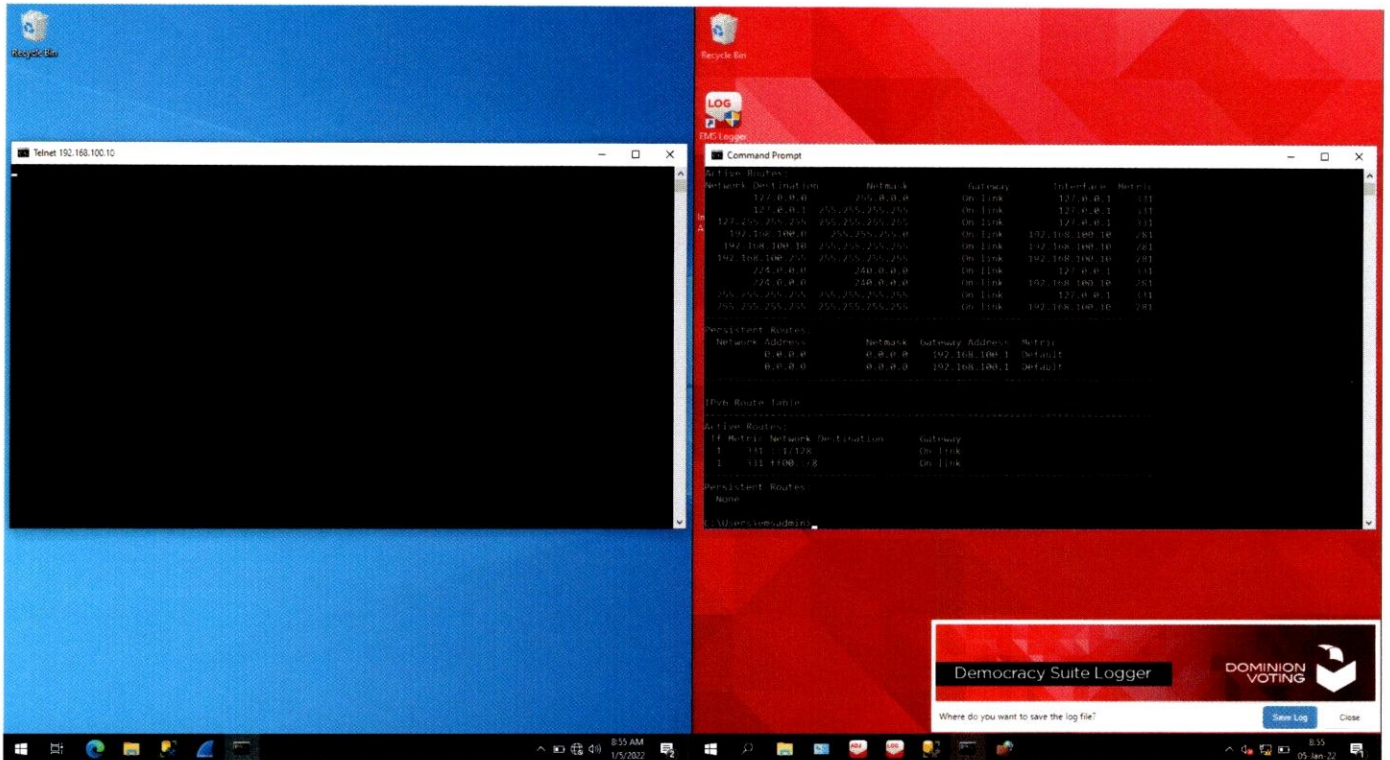 Recycle Bin
Telnet 192.168.100.10
8:55 AM
1/5/2022
Recycle Bin
LOG
EMS Logger
Command Prompt
Active Routes:
Network Destination        Netmask          Gateway       Interface  Metric
127.0.0.0        255.0.0.0         On-link         127.0.0.1    331
127.0.0.1  255.255.255.255         On-link         127.0.0.1    331
127.255.255.255  255.255.255.255         On-link         127.0.0.1    331
192.168.100.0    255.255.255.0         On-link    192.168.100.10    281
192.168.100.10  255.255.255.255         On-link    192.168.100.10    281
192.168.100.255  255.255.255.255         On-link    192.168.100.10    281
224.0.0.0        240.0.0.0         On-link         127.0.0.1    331
224.0.0.0        240.0.0.0         On-link    192.168.100.10    281
255.255.255.255  255.255.255.255         On-link         127.0.0.1    331
255.255.255.255  255.255.255.255         On-link    192.168.100.10    281
Persistent Routes:
Network Address          Netmask  Gateway Address  Metric
0.0.0.0          0.0.0.0    192.168.100.1  Default
0.0.0.0          0.0.0.0    192.168.100.1  Default
IPv6 Route Table
Active Routes:
If Metric Network Destination      Gateway
1    331 ::1/128                  On-link
1    331 ff00::/8                 On-link
Persistent Routes:
None
C:\Users\emsadmin>
Democracy Suite Logger
DOMINION
VOTING
Where do you want to save the log file?
Save Log
Close
ADJ
LOG
8:55
05-Jan-22